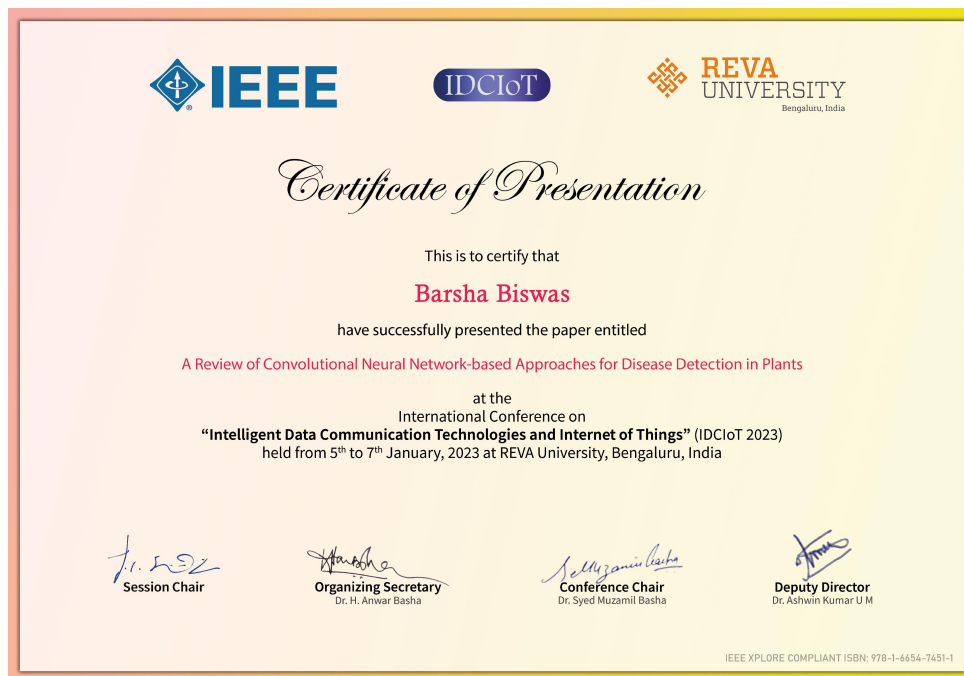 IEEE
®
IDCIoT
REVA
UNIVERSITY
Bengaluru, India
Certificate of Presentation
This is to certify that
Barsha Biswas
have successfully presented the paper entitled
A Review of Convolutional Neural Network-based Approaches for Disease Detection in Plants
at the
International Conference on
“Intelligent Data Communication Technologies and Internet of Things” (IDCIoT 2023)
held from 5th to 7th January, 2023 at REVA University, Bengaluru, India
Session Chair
Organizing Secretary
Dr. H. Anwar Basha
Conference Chair
Dr. Syed Muzamil Basha
Deputy Director
Dr. Ashwin Kumar U M
IEEE XPLORE COMPLIANT ISBN: 978-1-6654-7451-1